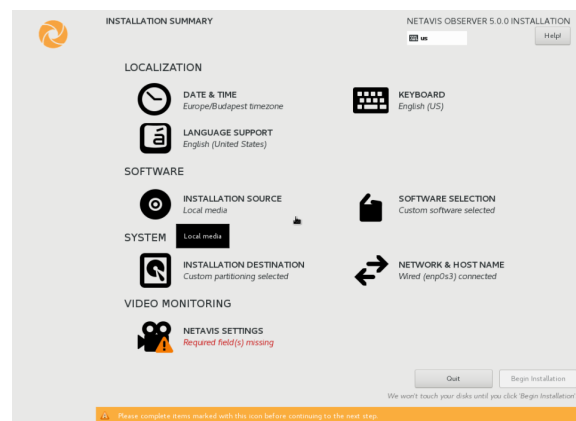 INSTALLATION SUMMARY
NETAVIS OBSERVER 5.0.0 INSTALLATION
us
Help!
LOCALIZATION
DATE & TIME
Europe/Budapest timezone
KEYBOARD
English (US)
LANGUAGE SUPPORT
English (United States)
SOFTWARE
INSTALLATION SOURCE
Local media
SOFTWARE SELECTION
Custom software selected
SYSTEM
Local media
INSTALLATION DESTINATION
Custom partitioning selected
NETWORK & HOST NAME
Wired (enp0s3) connected
VIDEO MONITORING
NETAVIS SETTINGS
Required field(s) missing
Quit
Begin Installation
We won't touch your disks until you click 'Begin Installation'
Please complete items marked with this icon before continuing to the next step.